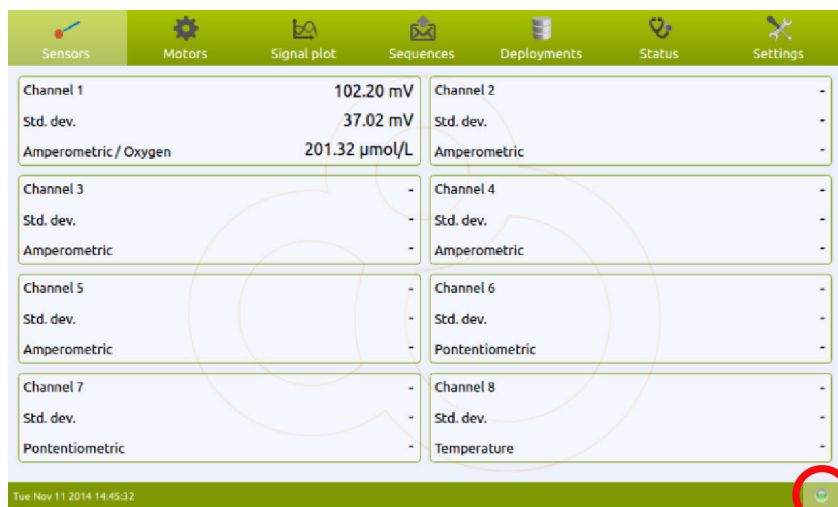 Sensors Motors Signal plot Sequences Deployments Status Settings
Channel 1 102.20 mV
Std. dev. 37.02 mV
Amperometric / Oxygen 201.32 µmol/L
Channel 2 -
Std. dev. -
Amperometric -
Channel 3 -
Std. dev. -
Amperometric -
Channel 4 -
Std. dev. -
Amperometric -
Channel 5 -
Std. dev. -
Amperometric -
Channel 6 -
Std. dev. -
Pontentiometric -
Channel 7 -
Std. dev. -
Pontentiometric -
Channel 8 -
Std. dev. -
Temperature -
Tue Nov 11 2014 14:45:32